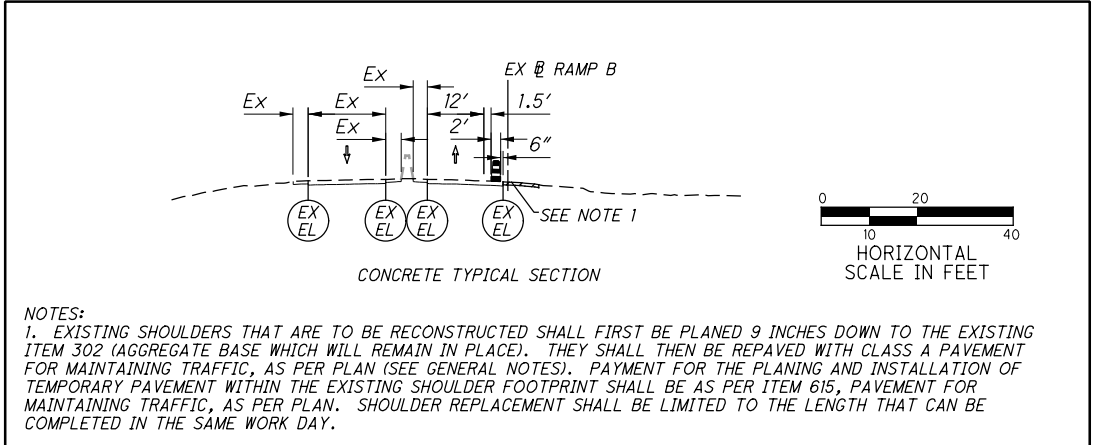 EX ⅊ RAMP B
Ex
Ex Ex 12' 1.5'
Ex 2'
6"
EX EL
EX EL
EX EL
EX EL
SEE NOTE 1
CONCRETE TYPICAL SECTION
0 20
10 40
HORIZONTAL
SCALE IN FEET
NOTES:
1. EXISTING SHOULDERS THAT ARE TO BE RECONSTRUCTED SHALL FIRST BE PLANED 9 INCHES DOWN TO THE EXISTING
ITEM 302 (AGGREGATE BASE WHICH WILL REMAIN IN PLACE). THEY SHALL THEN BE REPAVED WITH CLASS A PAVEMENT
FOR MAINTAINING TRAFFIC, AS PER PLAN (SEE GENERAL NOTES). PAYMENT FOR THE PLANING AND INSTALLATION OF
TEMPORARY PAVEMENT WITHIN THE EXISTING SHOULDER FOOTPRINT SHALL BE AS PER ITEM 615, PAVEMENT FOR
MAINTAINING TRAFFIC, AS PER PLAN. SHOULDER REPLACEMENT SHALL BE LIMITED TO THE LENGTH THAT CAN BE
COMPLETED IN THE SAME WORK DAY.